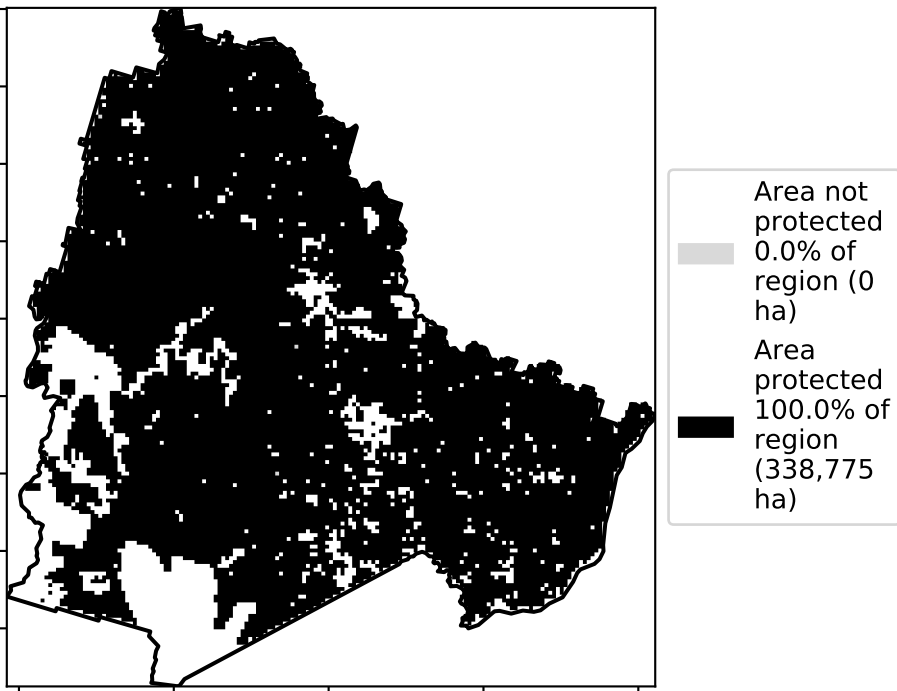 Area not
protected
0.0% of
region (0
ha)
Area
protected
100.0% of
region
(338,775
ha)